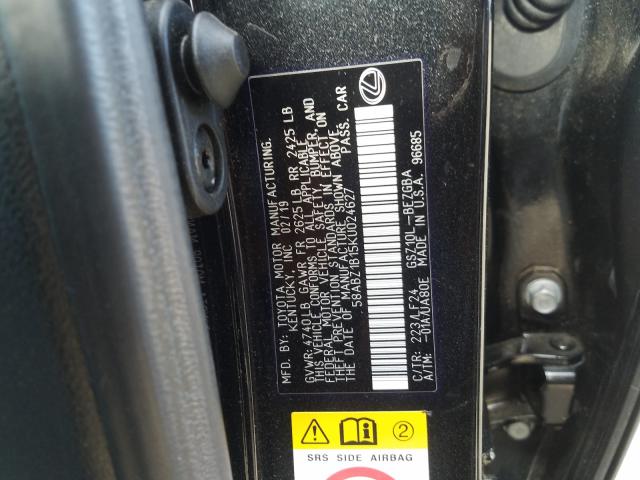 MFD. BY: TOYOTA MOTOR MANUFACTURING,
KENTUCKY, INC 02/19
GVWR: 4740LB GAWR FR 2625 LB RR 2425 LB
THIS VEHICLE CONFORMS TO ALL APPLICABLE
FEDERAL MOTOR VEHICLE SAFETY, BUMPER, AND
THEFT PREVENTION STANDARDS IN EFFECT ON
THE DATE OF MANUFACTURE SHOWN ABOVE.
58ABZ1B15KU024627 PASS. CAR
C/TR: 223/LF24 GSZ10L-BEZGBA
A/TM: -01A/UA80E MADE IN U.S.A. 96685
2
SRS SIDE AIRBAG